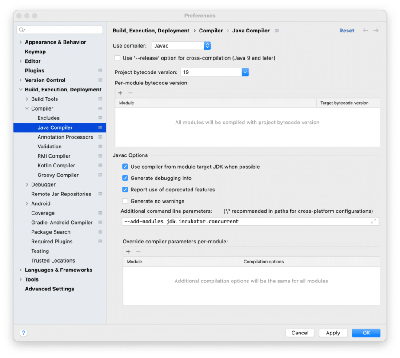 Preferences
Appearance & Behavior
Keymap
Editor
Plugins
Version Control
Build, Execution, Deployment
Build Tools
Compiler
Excludes
Java Compiler
Annotation Processors
Validation
RMI Compiler
Kotlin Compiler
Groovy Compiler
Debugger
Remote Jar Repositories
Android
Coverage
Gradle-Android Compiler
Package Search
Required Plugins
Testing
Trusted Locations
Languages & Frameworks
Tools
Advanced Settings
?
Build, Execution, Deployment › Compiler › Java Compiler
Reset
Use compiler: Javac
Use '--release' option for cross-compilation (Java 9 and later)
Project bytecode version: 19
Per-module bytecode version:
+ −
Module Target bytecode version
All modules will be compiled with project bytecode version
Javac Options
Use compiler from module target JDK when possible
Generate debugging info
Report use of deprecated features
Generate no warnings
Additional command line parameters: ('/' recommended in paths for cross-platform configurations)
--add-modules jdk.incubator.concurrent
Override compiler parameters per-module:
+ −
Module Compilation options
Additional compilation options will be the same for all modules
Cancel Apply OK